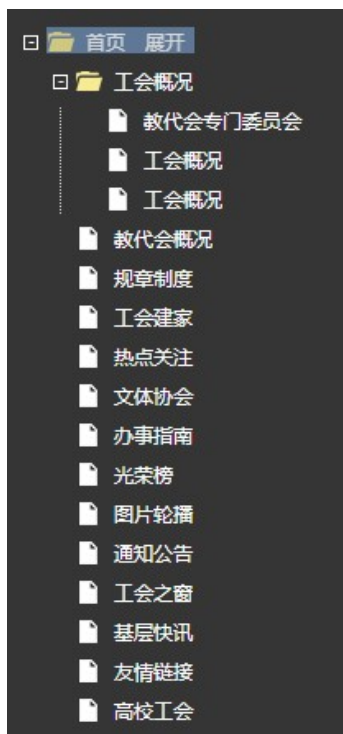 首页 展开
工会概况
教代会专门委员会
工会概况
工会概况
教代会概况
规章制度
工会建家
热点关注
文体协会
办事指南
光荣榜
图片轮播
通知公告
工会之窗
基层快讯
友情链接
高校工会